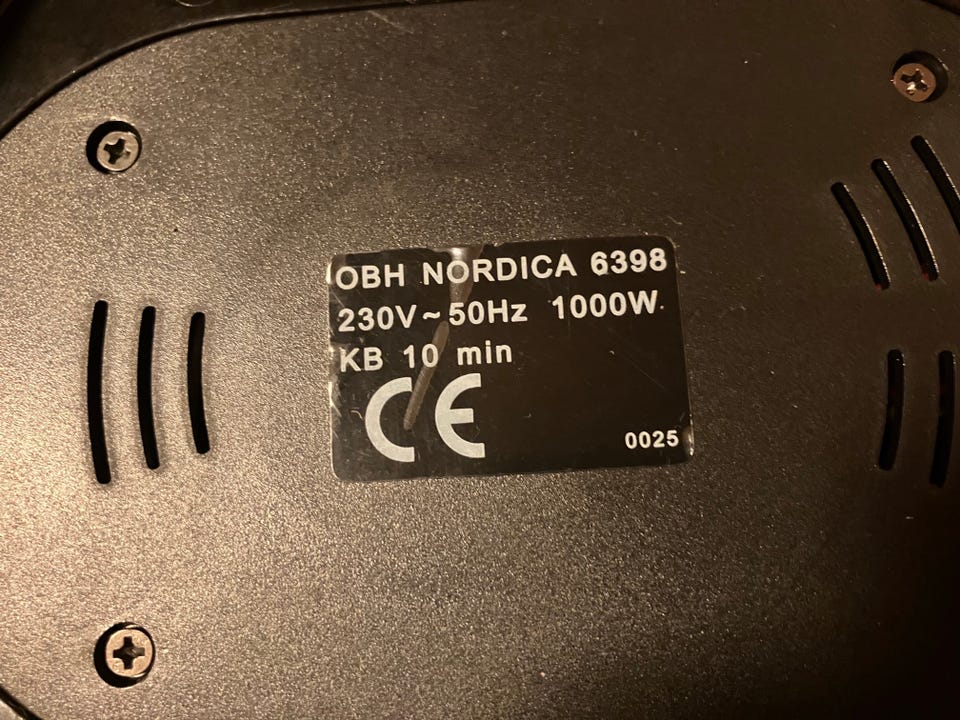 OBH NORDICA 6398
230V~50Hz 1000W
KB 10 min
CE
0025